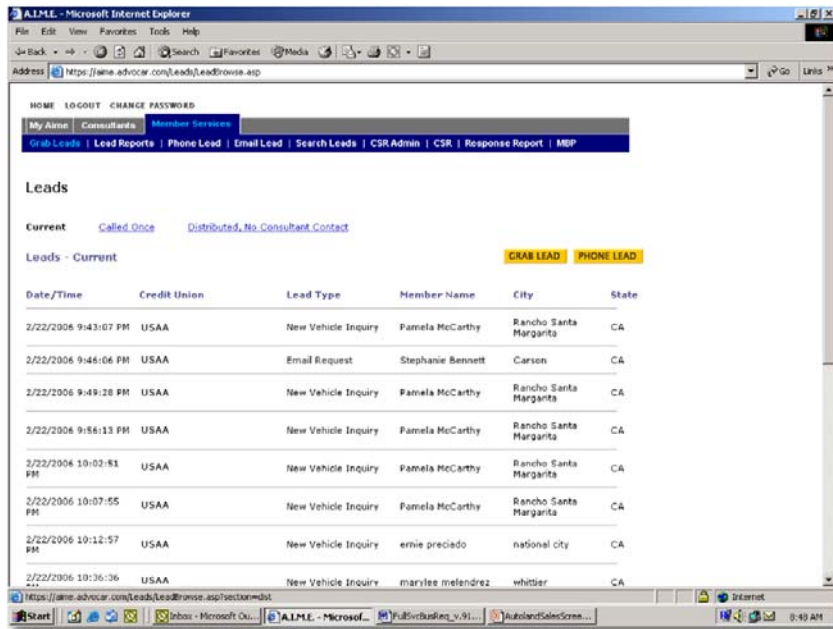 A.I.M.E. - Microsoft Internet Explorer
File Edit View Favorites Tools Help
Back Search Favorites Media
Address https://aime.advocar.com/Leads/LeadBrowse.asp Go Links
HOME LOGOUT CHANGE PASSWORD
My Aime Consultants Member Services
Grab Leads | Lead Reports | Phone Lead | Email Lead | Search Leads | CSR Admin | CSR | Response Report | MBP
Leads
Current Called Once Distributed, No Consultant Contact
Leads - Current GRAB LEAD PHONE LEAD
Date/Time Credit Union Lead Type Member Name City State
2/22/2006 9:43:07 PM USAA New Vehicle Inquiry Pamela McCarthy Rancho Santa Margarita CA
2/22/2006 9:46:06 PM USAA Email Request Stephanie Bennett Carson CA
2/22/2006 9:49:28 PM USAA New Vehicle Inquiry Pamela McCarthy Rancho Santa Margarita CA
2/22/2006 9:56:13 PM USAA New Vehicle Inquiry Pamela McCarthy Rancho Santa Margarita CA
2/22/2006 10:02:51 PM USAA New Vehicle Inquiry Pamela McCarthy Rancho Santa Margarita CA
2/22/2006 10:07:55 PM USAA New Vehicle Inquiry Pamela McCarthy Rancho Santa Margarita CA
2/22/2006 10:12:57 PM USAA New Vehicle Inquiry ernie preciado national city CA
2/22/2006 10:36:36 USAA New Vehicle Inquiry marylee melendrez whittier CA
https://aime.advocar.com/Leads/LeadBrowse.asp?section=dist Internet
Start Inbox - Microsoft Ou... A.I.M.E. - Microsof... FullSvcBusReq_v.91... AutolandSalesScree... 8:48 AM